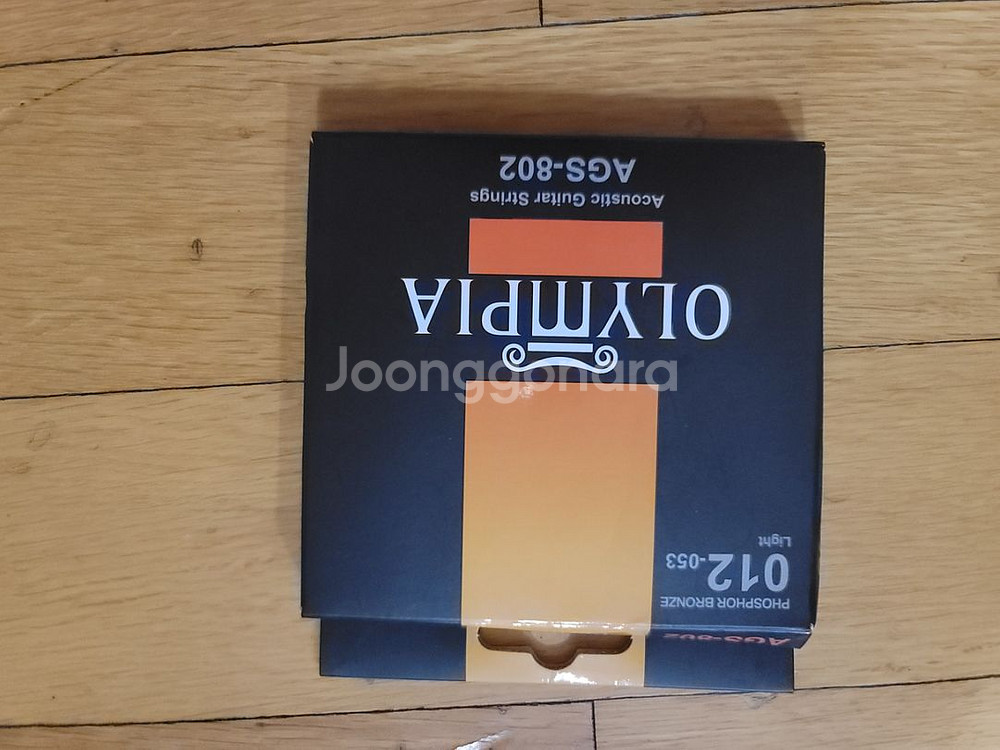 AGS-802
PHOSPHOR BRONZE
012-053
Light
OLYMPIA
Acoustic Guitar Strings
AGS-802
Joonggonara